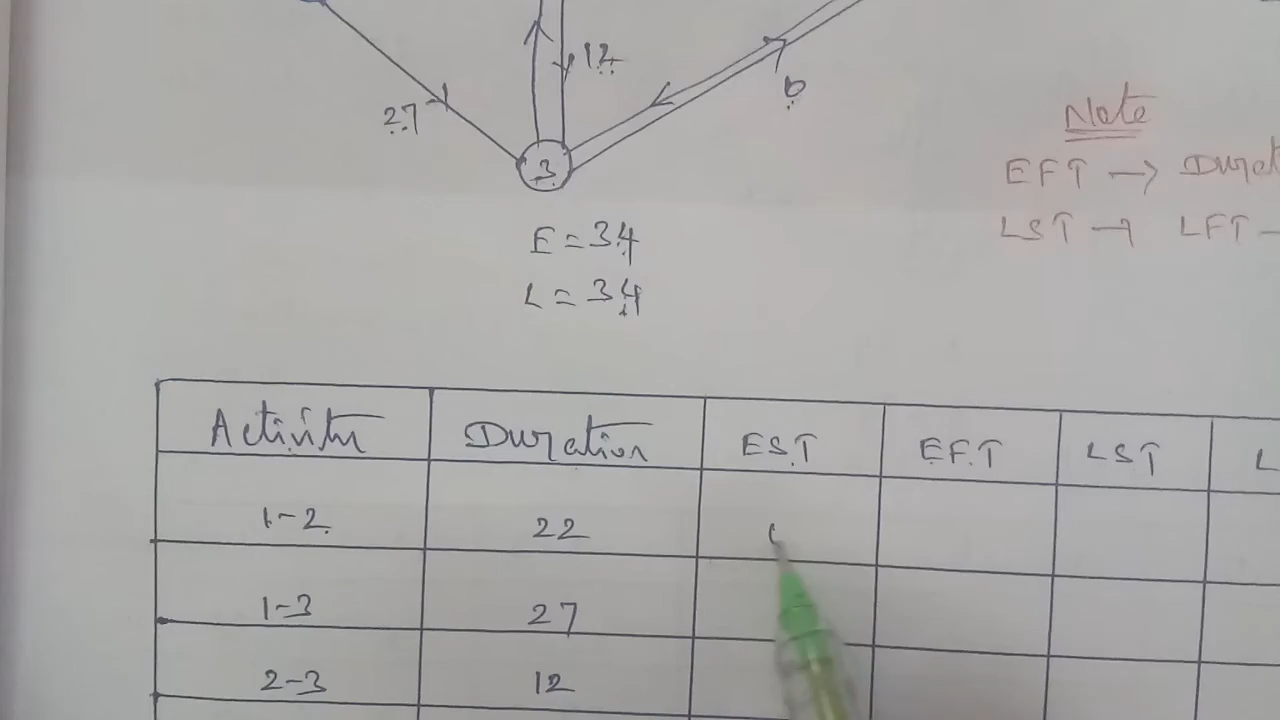 12
27
6
3
Note
EFT → Durat
LST → LFT -
E = 34
L = 34
Activity Duration EST EFT LST L
1-2 22
1-3 27
2-3 12